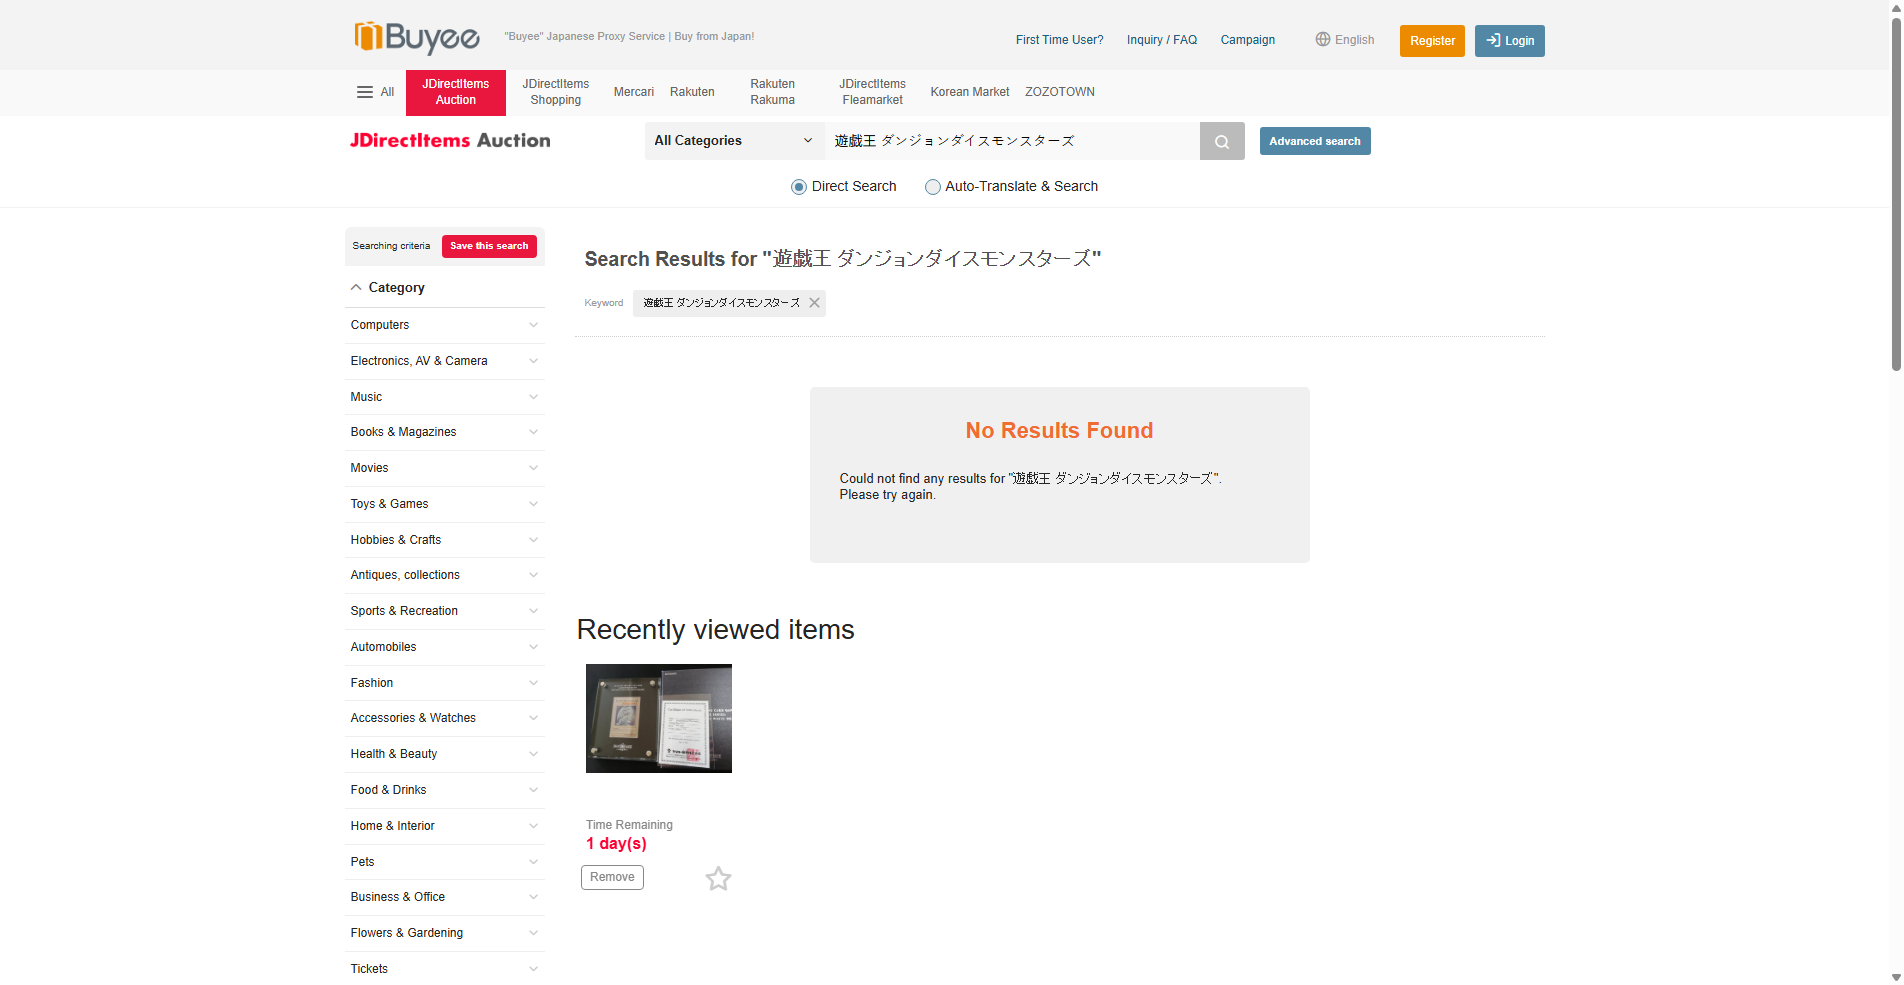 Buyee
"Buyee" Japanese Proxy Service | Buy from Japan!
First Time User?
Inquiry / FAQ
Campaign
English
Register
Login
All
JDirectItems
Auction
JDirectItems
Shopping
Mercari
Rakuten
Rakuten
Rakuma
JDirectItems
Fleamarket
Korean Market
ZOZOTOWN
JDirectItems Auction
All Categories
遊戯王 ダンジョンダイスモンスターズ
Advanced search
Direct Search
Auto-Translate & Search
Searching criteria
Save this search
Category
Computers
Electronics, AV & Camera
Music
Books & Magazines
Movies
Toys & Games
Hobbies & Crafts
Antiques, collections
Sports & Recreation
Automobiles
Fashion
Accessories & Watches
Health & Beauty
Food & Drinks
Home & Interior
Pets
Business & Office
Flowers & Gardening
Tickets
Search Results for "遊戯王 ダンジョンダイスモンスターズ"
Keyword
遊戯王 ダンジョンダイスモンスターズ
No Results Found
Could not find any results for "遊戯王 ダンジョンダイスモンスターズ".
Please try again.
Recently viewed items
Time Remaining
1 day(s)
Remove